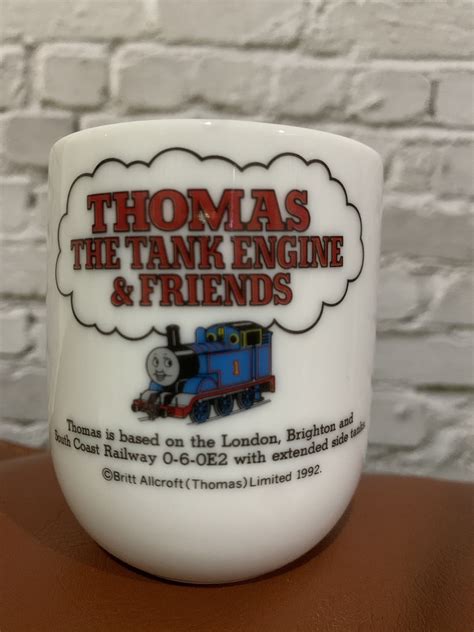 THOMAS
THE TANK ENGINE
& FRIENDS
1
Thomas is based on the London, Brighton and
South Coast Railway 0-6-0E2 with extended side tanks
©Britt Allcroft (Thomas) Limited 1992.